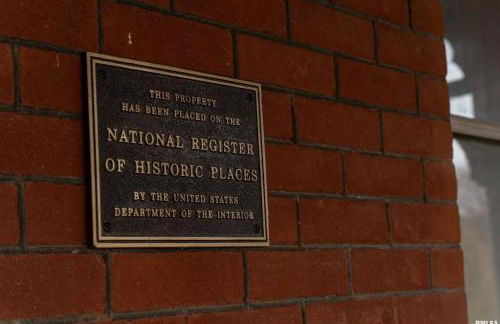 THIS PROPERTY
HAS BEEN PLACED ON THE
NATIONAL REGISTER
OF HISTORIC PLACES
BY THE UNITED STATES
DEPARTMENT OF THE INTERIOR